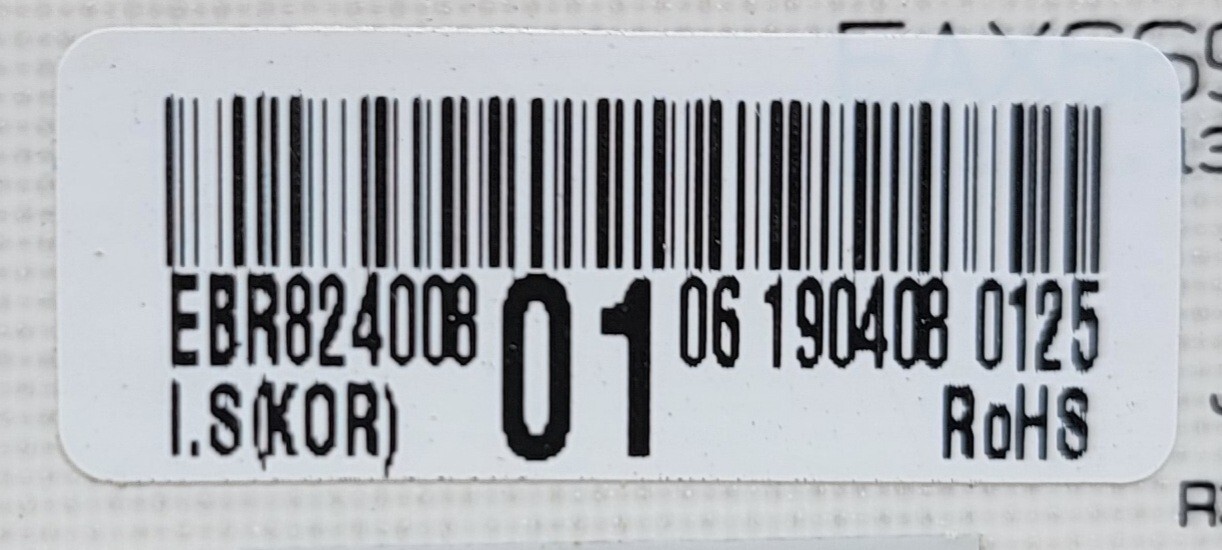 EBR824008 01 06 190408 0125
I.S(KOR) RoHS